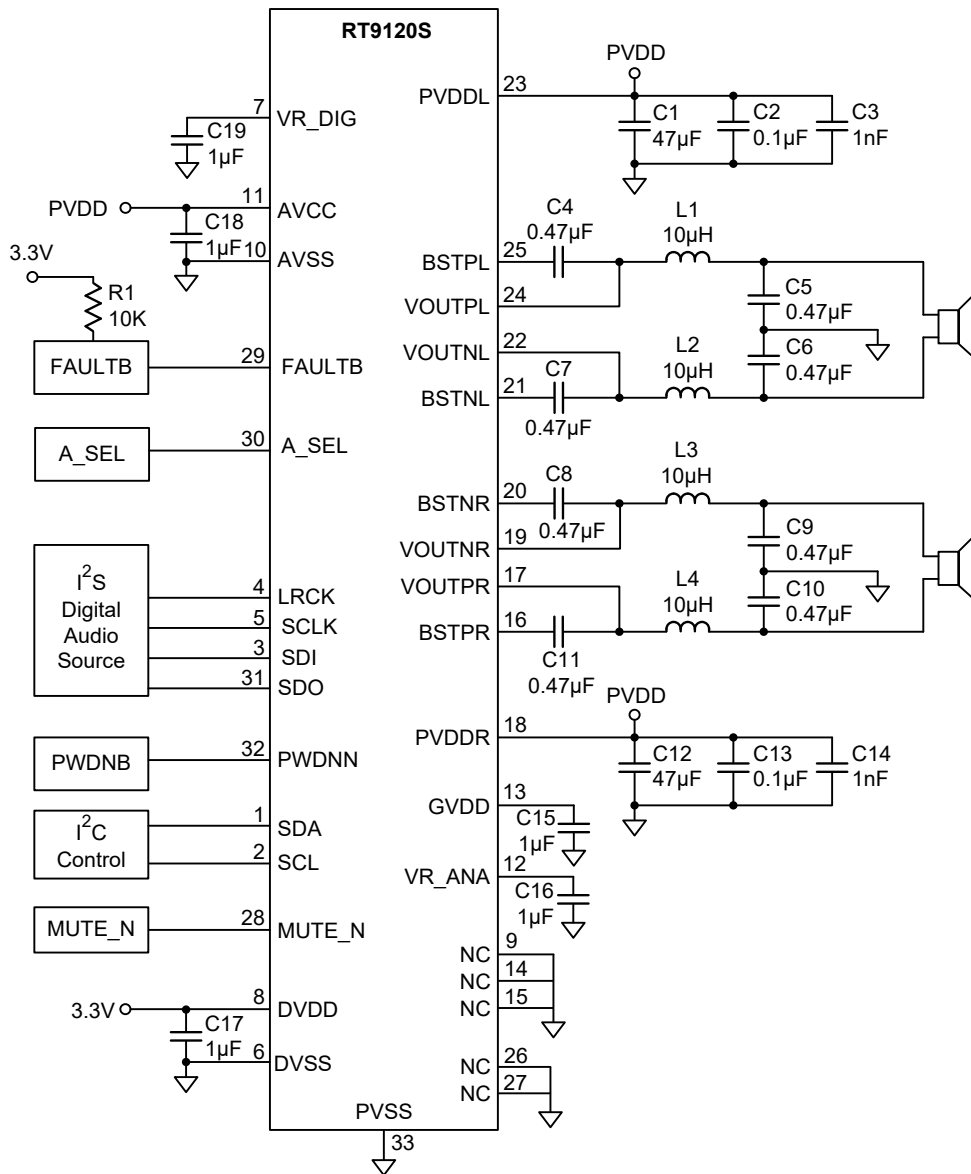 RT9120S
7
VR_DIG
C19
1µF
PVDD
11
AVCC
C18
1µF
10
AVSS
3.3V
R1
10K
FAULTB
29
FAULTB
A_SEL
30
A_SEL
I²S
Digital
Audio
Source
4
LRCK
5
SCLK
3
SDI
31
SDO
PWDNB
32
PWDNN
I²C
Control
1
SDA
2
SCL
MUTE_N
28
MUTE_N
3.3V
8
DVDD
C17
1µF
6
DVSS
PVSS
33
PVDD
23
PVDDL
C1
47µF
C2
0.1µF
C3
1nF
C4
0.47µF
25
BSTPL
L1
10µH
24
VOUTPL
C5
0.47µF
22
VOUTNL
L2
10µH
C6
0.47µF
21
BSTNL
C7
0.47µF
20
BSTNR
C8
0.47µF
L3
10µH
19
VOUTNR
C9
0.47µF
17
VOUTPR
L4
10µH
C10
0.47µF
16
BSTPR
C11
0.47µF
PVDD
18
PVDDR
C12
47µF
C13
0.1µF
C14
1nF
13
GVDD
C15
1µF
12
VR_ANA
C16
1µF
9
NC
14
NC
15
NC
26
NC
27
NC